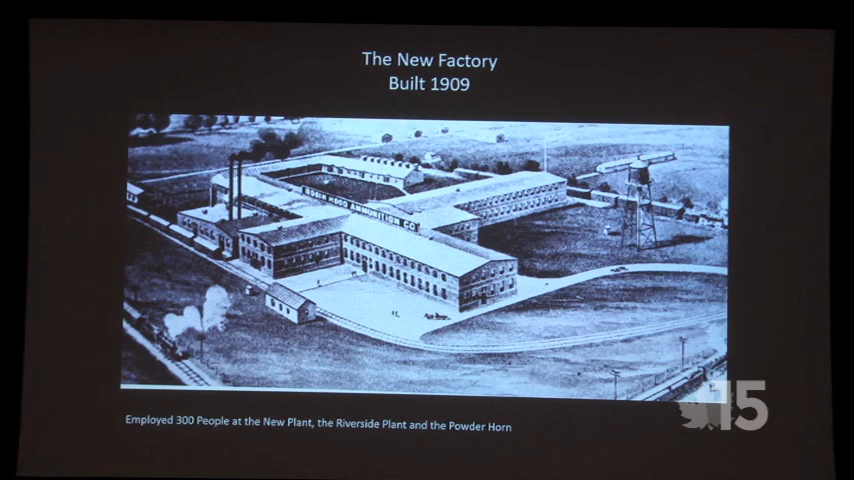 The New Factory
Built 1909
ROBIN HOOD AMMUNITION CO
Employed 300 People at the New Plant, the Riverside Plant and the Powder Horn
15